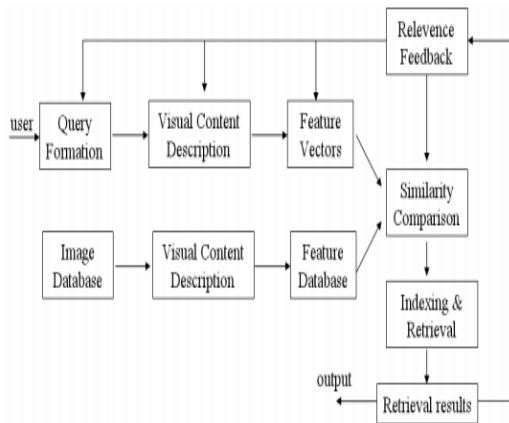 Relevence
Feedback
user
Query
Formation
Visual Content
Description
Feature
Vectors
Similarity
Comparison
Image
Database
Visual Content
Description
Feature
Database
Indexing &
Retrieval
output
Retrieval results